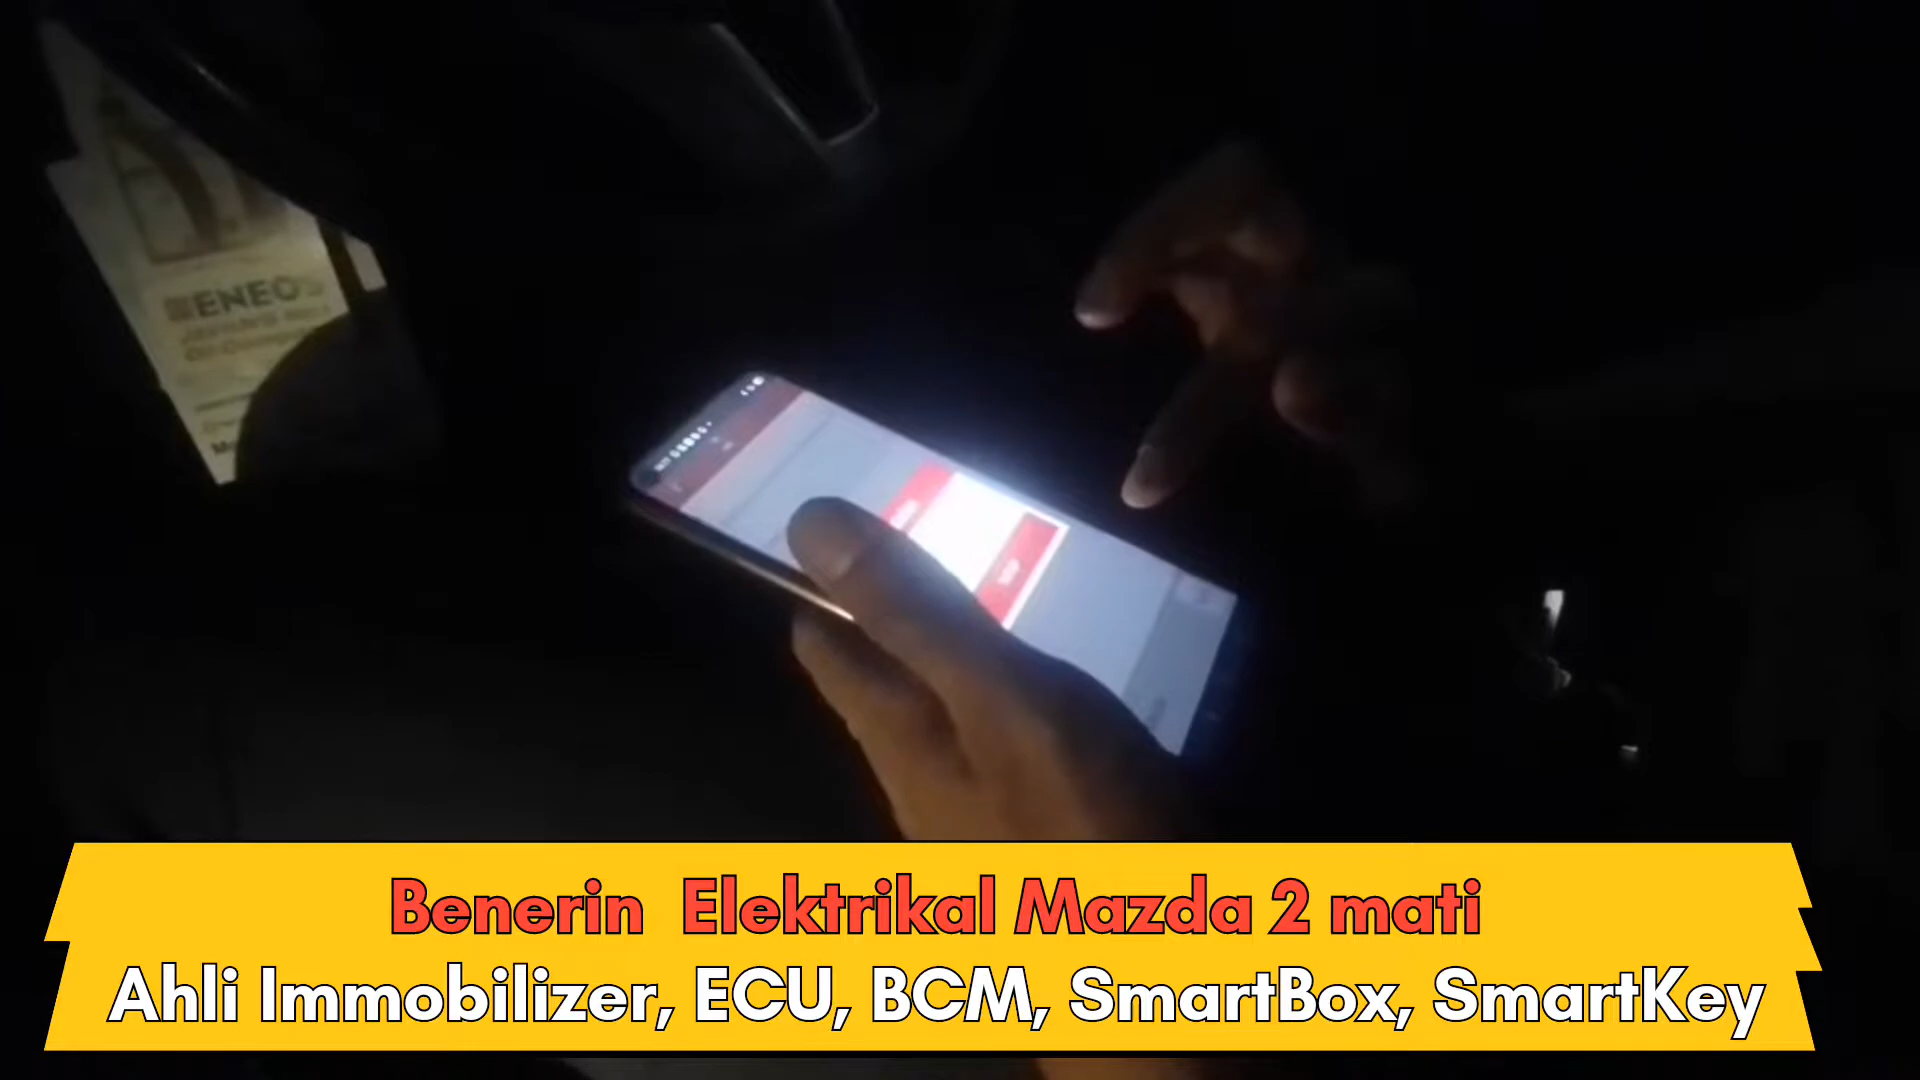 ENEOS
Benerin Elektrikal Mazda 2 mati
Ahli Immobilizer, ECU, BCM, SmartBox, SmartKey